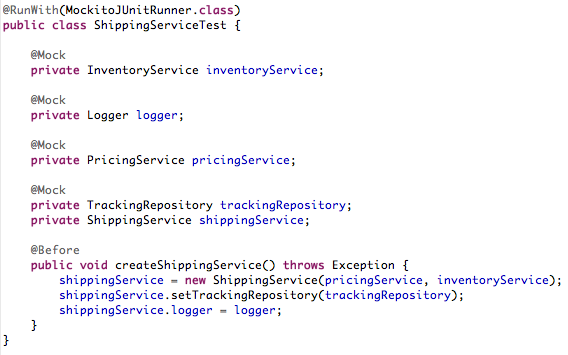 @RunWith(MockitoJUnitRunner.class)
public class ShippingServiceTest {
@Mock
private InventoryService inventoryService;
@Mock
private Logger logger;
@Mock
private PricingService pricingService;
@Mock
private TrackingRepository trackingRepository;
private ShippingService shippingService;
@Before
public void createShippingService() throws Exception {
shippingService = new ShippingService(pricingService, inventoryService);
shippingService.setTrackingRepository(trackingRepository);
shippingService.logger = logger;
}
}